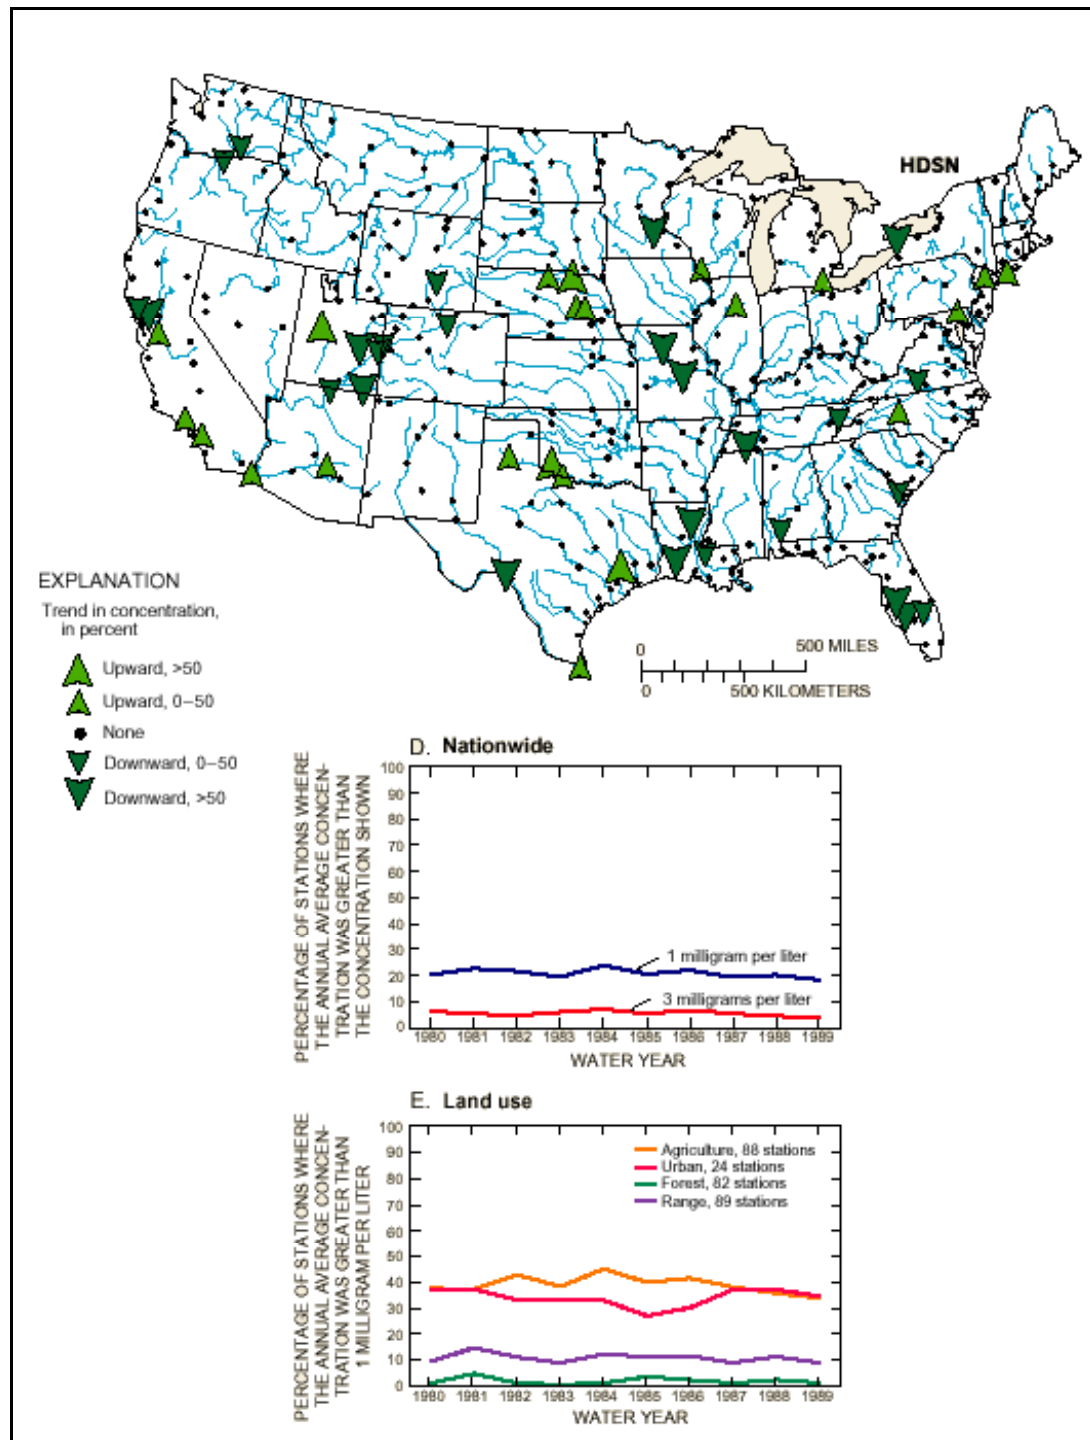 HDSN
EXPLANATION
Trend in concentration,
in percent
Upward, >50
Upward, 0–50
None
Downward, 0–50
Downward, >50
0 500 MILES
0 500 KILOMETERS
D. Nationwide
PERCENTAGE OF STATIONS WHERE
THE ANNUAL AVERAGE CONCEN-
TRATION WAS GREATER THAN
THE CONCENTRATION SHOWN
100
90
80
70
60
50
40
30
20
10
0
1 milligram per liter
3 milligrams per liter
1980 1981 1982 1983 1984 1985 1986 1987 1988 1989
WATER YEAR
E. Land use
PERCENTAGE OF STATIONS WHERE
THE ANNUAL AVERAGE CONCEN-
TRATION WAS GREATER THAN
1 MILLIGRAM PER LITER
100
90
80
70
60
50
40
30
20
10
0
Agriculture, 88 stations
Urban, 24 stations
Forest, 82 stations
Range, 89 stations
1980 1981 1982 1983 1984 1985 1986 1987 1988 1989
WATER YEAR